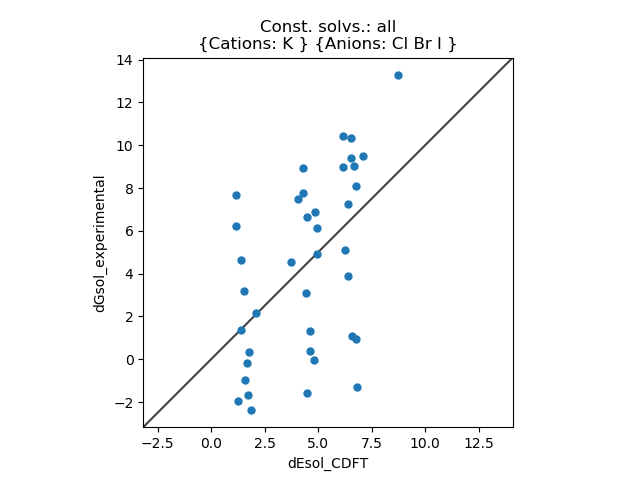 Const. solvs.: all
{Cations: K } {Anions: Cl Br I }
14
12
10
8
6
4
2
0
−2
dGsol_experimental
−2.5 0.0 2.5 5.0 7.5 10.0 12.5
dEsol_CDFT